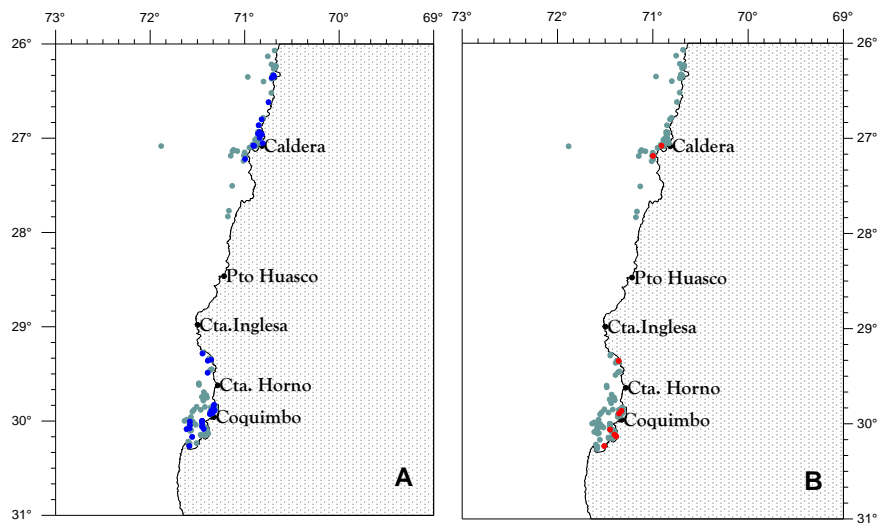 73° 72° 71° 70° 69°
26°
27°
28°
29°
30°
31°
Caldera
Pto Huasco
Cta.Inglesa
Cta. Horno
Coquimbo
A
73° 72° 71° 70° 69°
26°
27°
28°
29°
30°
31°
Caldera
Pto Huasco
Cta.Inglesa
Cta. Horno
Coquimbo
B